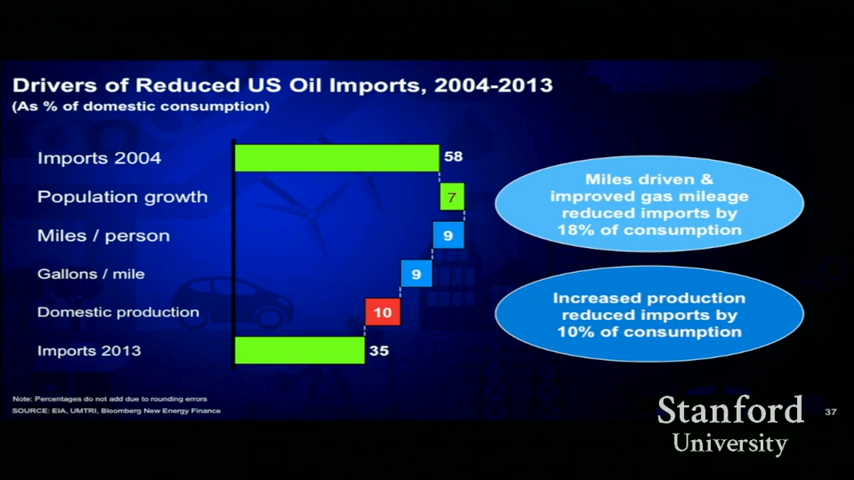 Drivers of Reduced US Oil Imports, 2004-2013
(As % of domestic consumption)
Imports 2004
58
Population growth
7
Miles / person
9
Gallons / mile
9
Domestic production
10
Imports 2013
35
Miles driven &
improved gas mileage
reduced imports by
18% of consumption
Increased production
reduced imports by
10% of consumption
Note: Percentages do not add due to rounding errors
SOURCE: EIA, UMTRI, Bloomberg New Energy Finance
Stanford
University
37